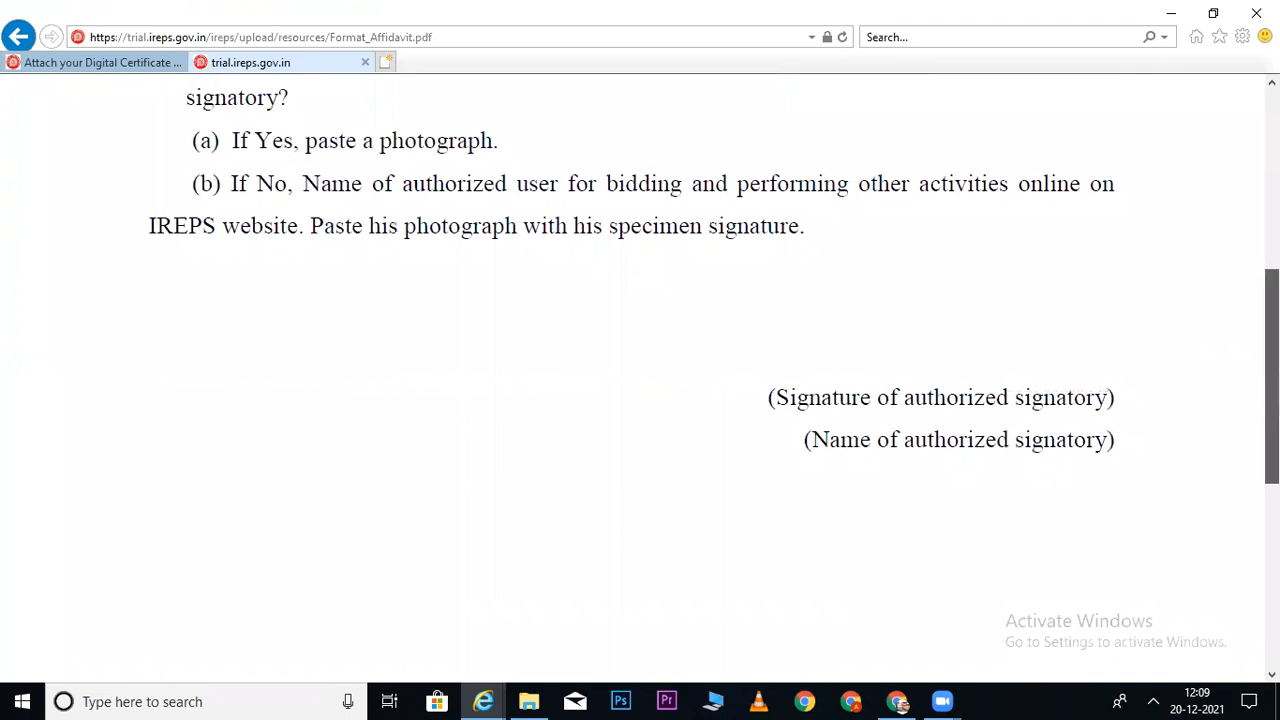 https://trial.ireps.gov.in/ireps/upload/resources/Format_Affidavit.pdf
Search...
Attach your Digital Certificate ...
trial.ireps.gov.in
signatory?
(a) If Yes, paste a photograph.
(b) If No, Name of authorized user for bidding and performing other activities online on
IREPS website. Paste his photograph with his specimen signature.
(Signature of authorized signatory)
(Name of authorized signatory)
Activate Windows
Go to Settings to activate Windows.
Type here to search
Ps
Pr
12:09
20-12-2021